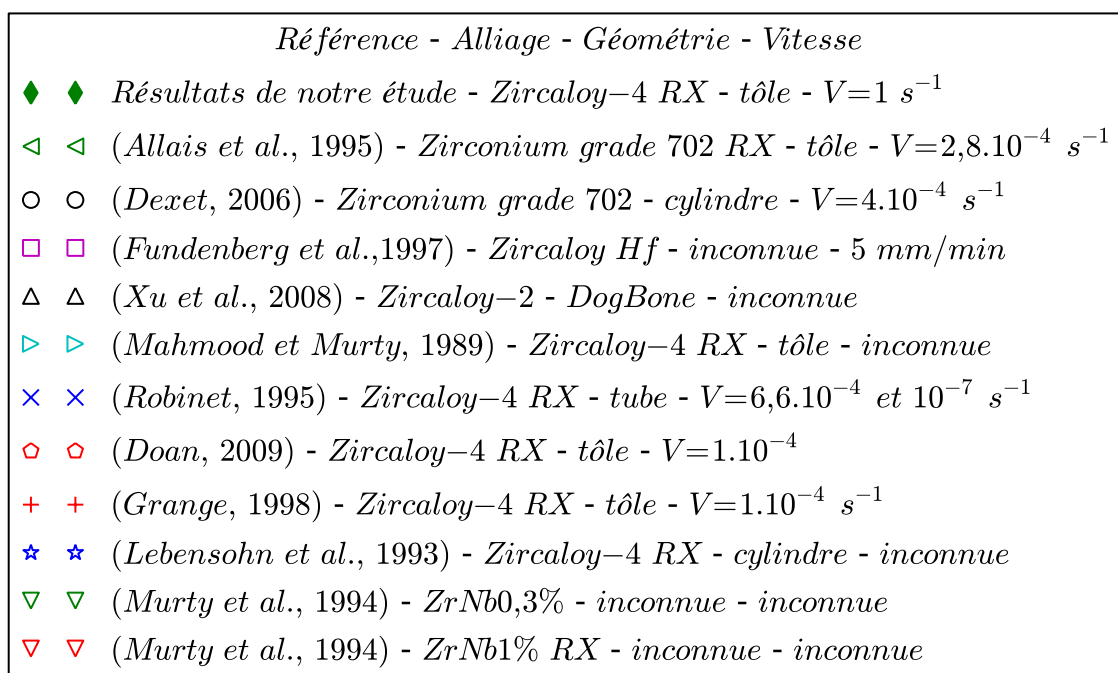 Référence - Alliage - Géométrie - Vitesse
Résultats de notre étude - Zircaloy−4 RX - tôle - V=1 s⁻¹
(Allais et al., 1995) - Zirconium grade 702 RX - tôle - V=2,8.10⁻⁴ s⁻¹
(Dexet, 2006) - Zirconium grade 702 - cylindre - V=4.10⁻⁴ s⁻¹
(Fundenberg et al.,1997) - Zircaloy Hf - inconnue - 5 mm/min
(Xu et al., 2008) - Zircaloy−2 - DogBone - inconnue
(Mahmood et Murty, 1989) - Zircaloy−4 RX - tôle - inconnue
(Robinet, 1995) - Zircaloy−4 RX - tube - V=6,6.10⁻⁴ et 10⁻⁷ s⁻¹
(Doan, 2009) - Zircaloy−4 RX - tôle - V=1.10⁻⁴
(Grange, 1998) - Zircaloy−4 RX - tôle - V=1.10⁻⁴ s⁻¹
(Lebensohn et al., 1993) - Zircaloy−4 RX - cylindre - inconnue
(Murty et al., 1994) - ZrNb0,3% - inconnue - inconnue
(Murty et al., 1994) - ZrNb1% RX - inconnue - inconnue